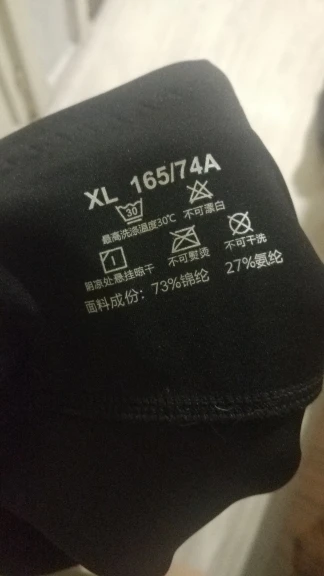 XL 165/74A
30
最高洗涤温度30℃ 不可漂白
阴凉处悬挂晾干 不可熨烫 不可干洗
面料成份：73%锦纶 27%氨纶